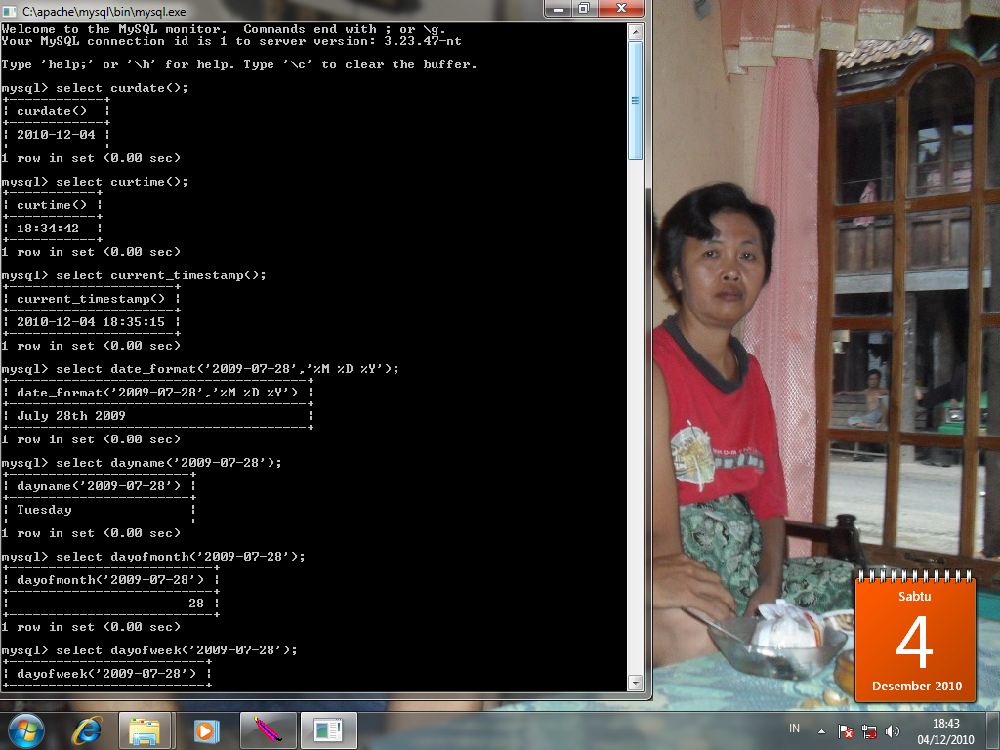 C:\apache\mysql\bin\mysql.exe
Welcome to the MySQL monitor.  Commands end with ; or \g.
Your MySQL connection id is 1 to server version: 3.23.47-nt
Type 'help;' or '\h' for help. Type '\c' to clear the buffer.
mysql> select curdate();
+------------+
| curdate()  |
+------------+
| 2010-12-04 |
+------------+
1 row in set (0.00 sec)
mysql> select curtime();
+-----------+
| curtime() |
+-----------+
| 18:34:42  |
+-----------+
1 row in set (0.00 sec)
mysql> select current_timestamp();
+---------------------+
| current_timestamp() |
+---------------------+
| 2010-12-04 18:35:15 |
+---------------------+
1 row in set (0.00 sec)
mysql> select date_format('2009-07-28','%M %D %Y');
+--------------------------------------+
| date_format('2009-07-28','%M %D %Y') |
+--------------------------------------+
| July 28th 2009                       |
+--------------------------------------+
1 row in set (0.00 sec)
mysql> select dayname('2009-07-28');
+-----------------------+
| dayname('2009-07-28') |
+-----------------------+
| Tuesday               |
+-----------------------+
1 row in set (0.00 sec)
mysql> select dayofmonth('2009-07-28');
+--------------------------+
| dayofmonth('2009-07-28') |
+--------------------------+
|                       28 |
+--------------------------+
1 row in set (0.00 sec)
mysql> select dayofweek('2009-07-28');
+-------------------------+
| dayofweek('2009-07-28') |
+-------------------------+
Sabtu
4
Desember 2010
IN
18:43
04/12/2010